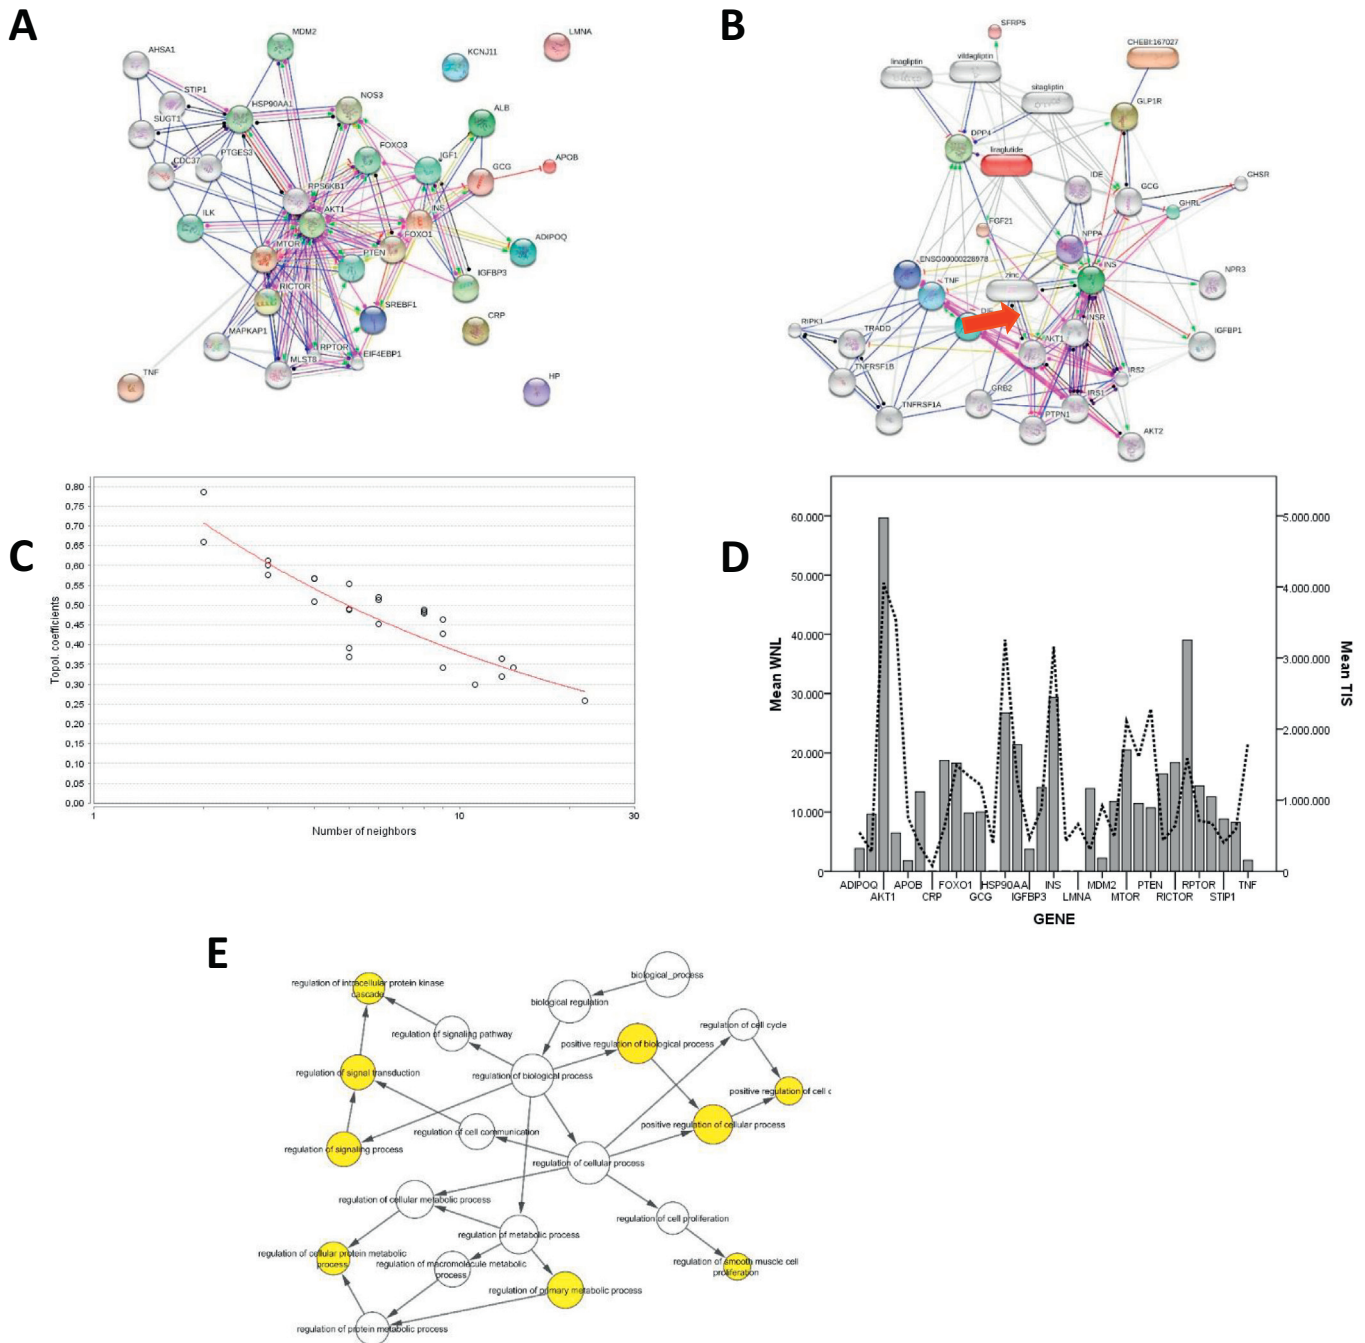 A
MDM2
LMNA
AHSA1
KCNJ11
STIP1
HSP90AA1
NOS3
SUGT1
ALB
CDC37
PTGES3
FOXO3
IGF1
GCG
APOB
RPS6KB1
ILK
AKT1
INS
FOXO1
ADIPOQ
MTOR
PTEN
IGFBP3
RICTOR
SREBF1
CRP
MAPKAP1
RPTOR
EIF4EBP1
MLST8
TNF
HP
B
SFRP5
CHEBI:167027
linagliptin
vildagliptin
sitagliptin
GLP1R
DPP4
liraglutide
IDE
GCG
GHSR
GHRL
FGF21
NPPA
ENSG00000228978
TNF
zinc
INS
NPR3
RIPK1
TRADD
INSR
AKT1
IGFBP1
TNFRSF1B
IRS2
GRB2
IRS1
TNFRSF1A
PTPN1
AKT2
C
0,80
0,75
0,70
0,65
0,60
0,55
0,50
0,45
0,40
0,35
0,30
0,25
0,20
0,15
0,10
0,05
0,00
Topol. coefficients
1
10
30
Number of neighbors
D
60.000
50.000
40.000
30.000
20.000
10.000
0
Mean WNL
5.000.000
4.000.000
3.000.000
2.000.000
1.000.000
0
Mean TIS
ADIPOQ
APOB
FOXO1
HSP90AA
INS
MDM2
PTEN
RPTOR
TNF
AKT1
CRP
GCG
IGFBP3
LMNA
MTOR
RICTOR
STIP1
GENE
E
biological_process
regulation of intracellular protein kinase
cascade
biological regulation
regulation of signaling pathway
regulation of cell cycle
positive regulation of biological process
regulation of signal transduction
regulation of biological process
positive regulation of cell c
regulation of cell communication
positive regulation of cellular process
regulation of signaling process
regulation of cellular process
regulation of cellular metabolic process
regulation of cell proliferation
regulation of metabolic process
regulation of cellular protein metabolic
process
regulation of macromolecule metabolic
process
regulation of smooth muscle cell
proliferation
regulation of primary metabolic process
regulation of protein metabolic process